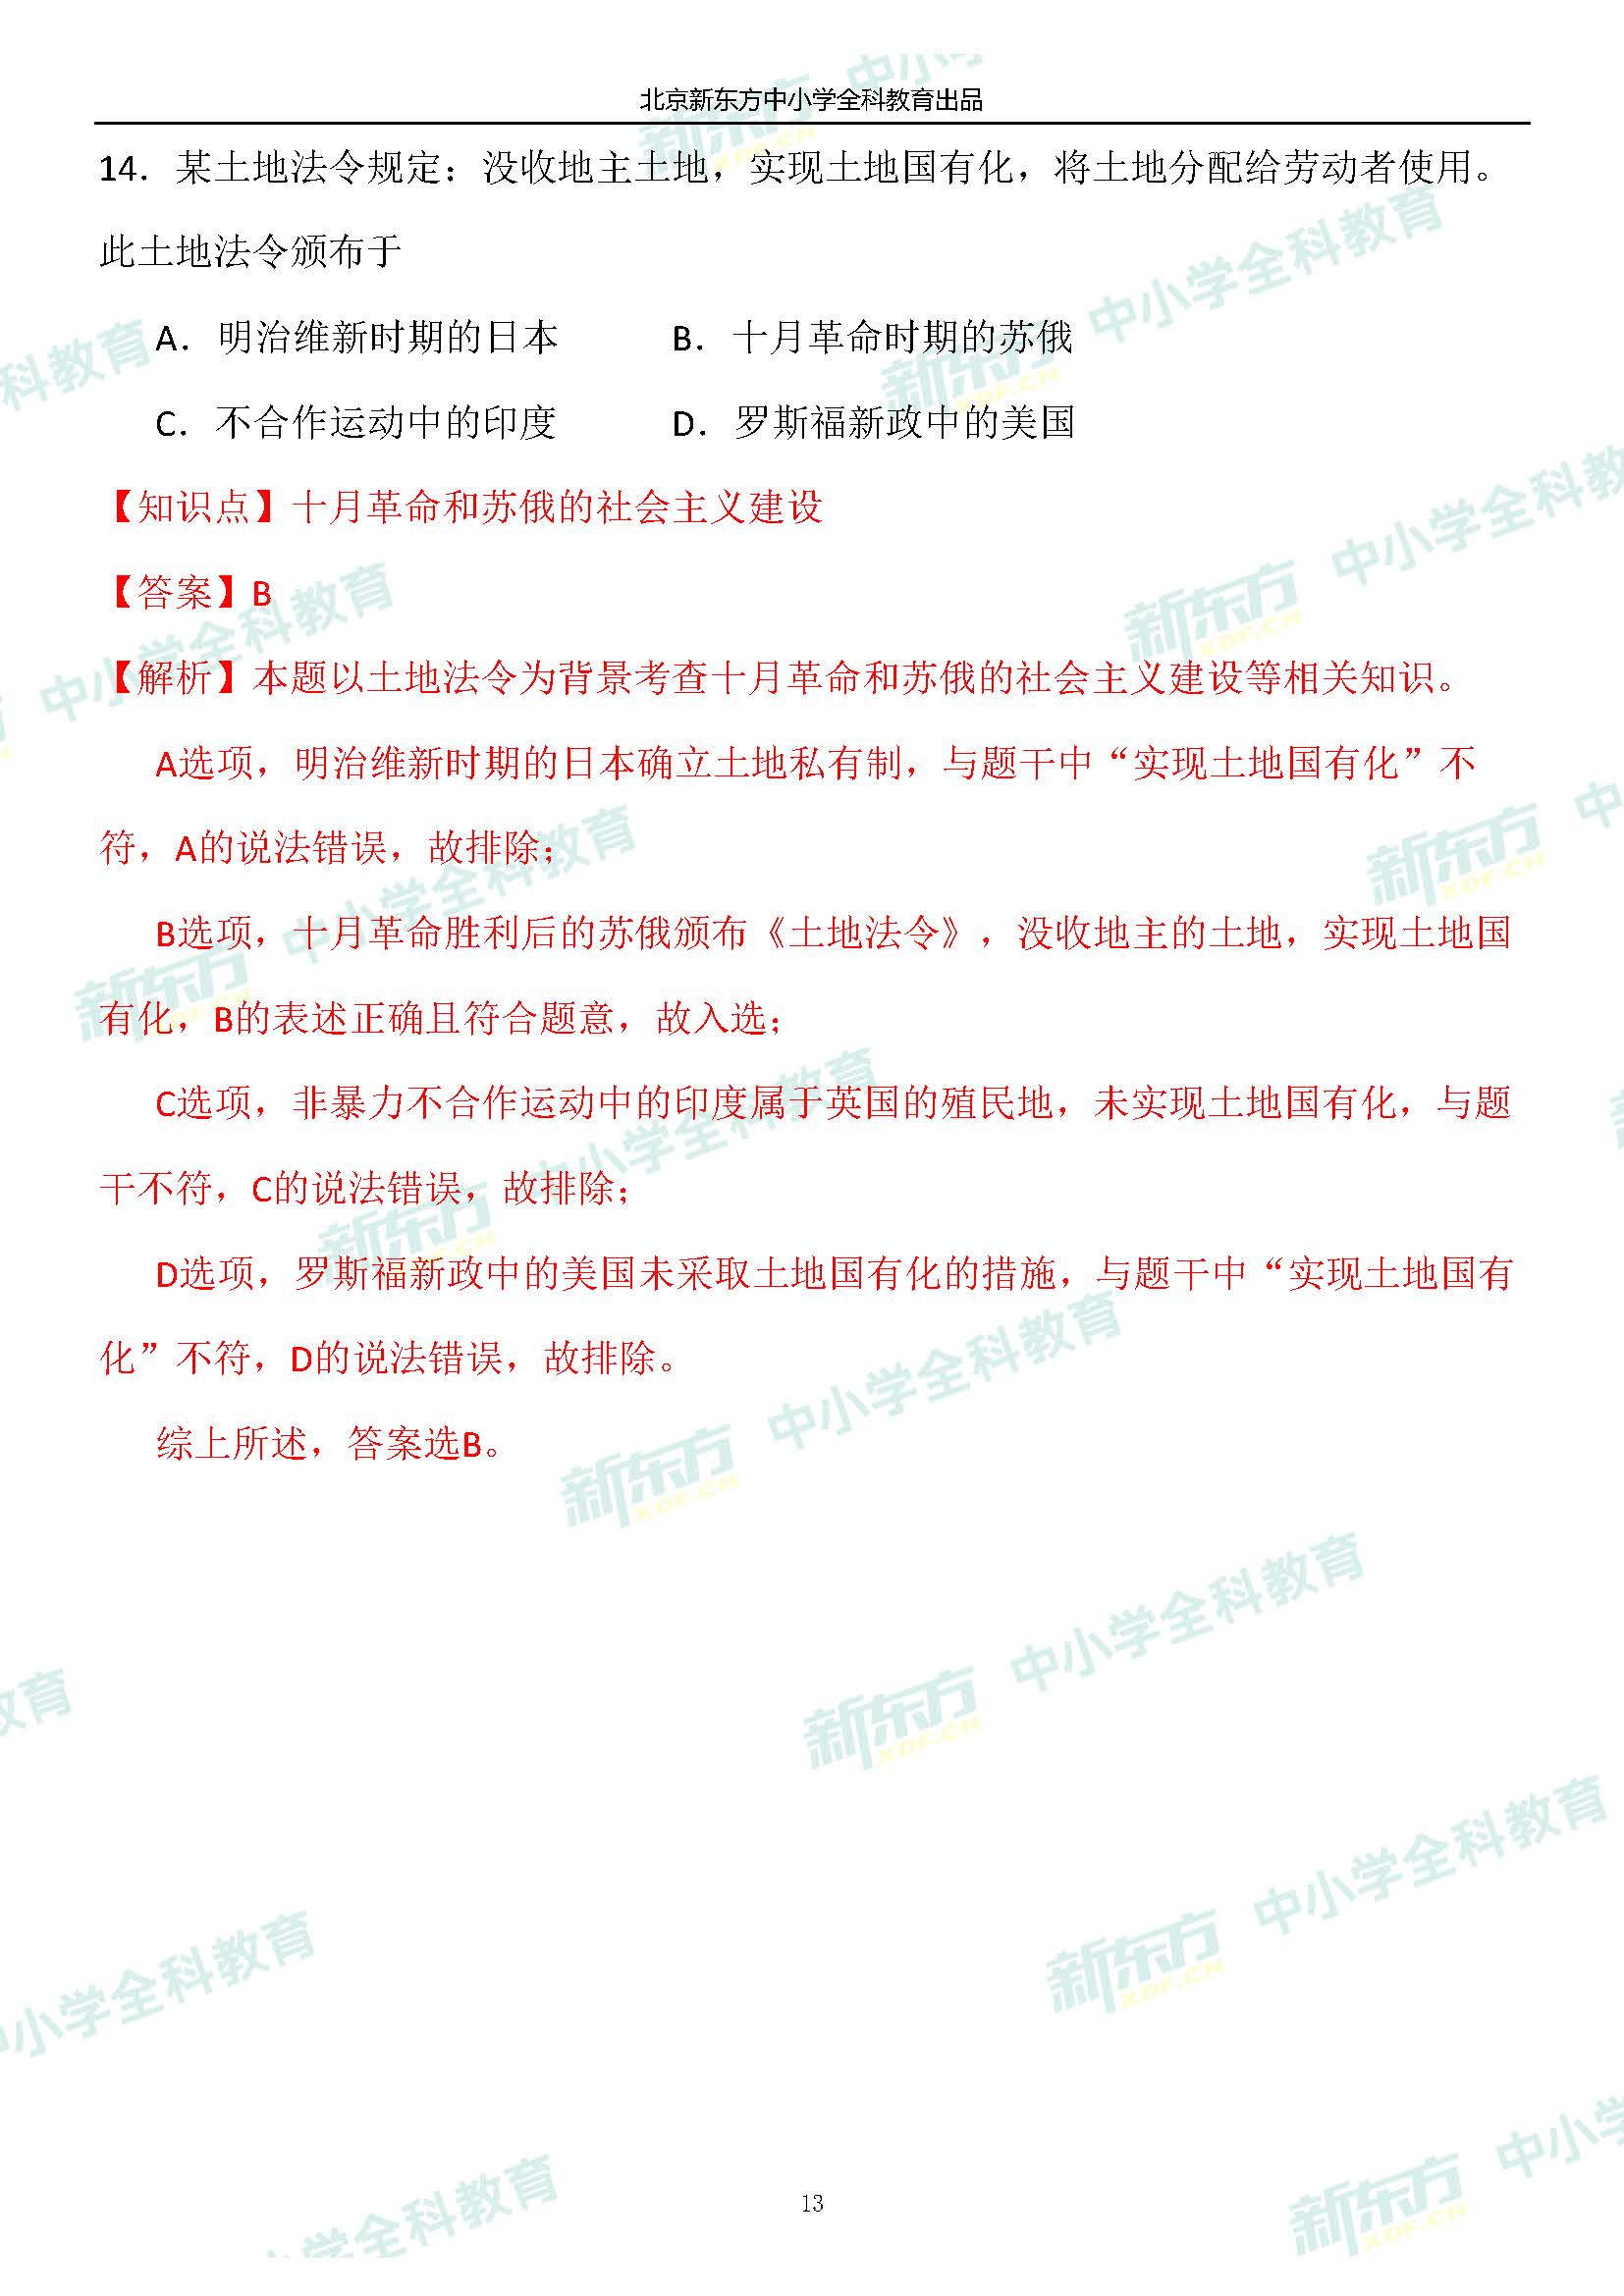 北京新东方中小学全科教育出品
14．某土地法令规定：没收地主土地，实现土地国有化，将土地分配给劳动者使用。
此土地法令颁布于
A．明治维新时期的日本 B．十月革命时期的苏俄
C．不合作运动中的印度 D．罗斯福新政中的美国
【知识点】十月革命和苏俄的社会主义建设
【答案】B
【解析】本题以土地法令为背景考查十月革命和苏俄的社会主义建设等相关知识。
A选项，明治维新时期的日本确立土地私有制，与题干中“实现土地国有化”不
符，A的说法错误，故排除；
B选项，十月革命胜利后的苏俄颁布《土地法令》，没收地主的土地，实现土地国
有化，B的表述正确且符合题意，故入选；
C选项，非暴力不合作运动中的印度属于英国的殖民地，未实现土地国有化，与题
干不符，C的说法错误，故排除；
D选项，罗斯福新政中的美国未采取土地国有化的措施，与题干中“实现土地国有
化”不符，D的说法错误，故排除。
综上所述，答案选B。
新东方 XDF.CN 中小学全科教育
13